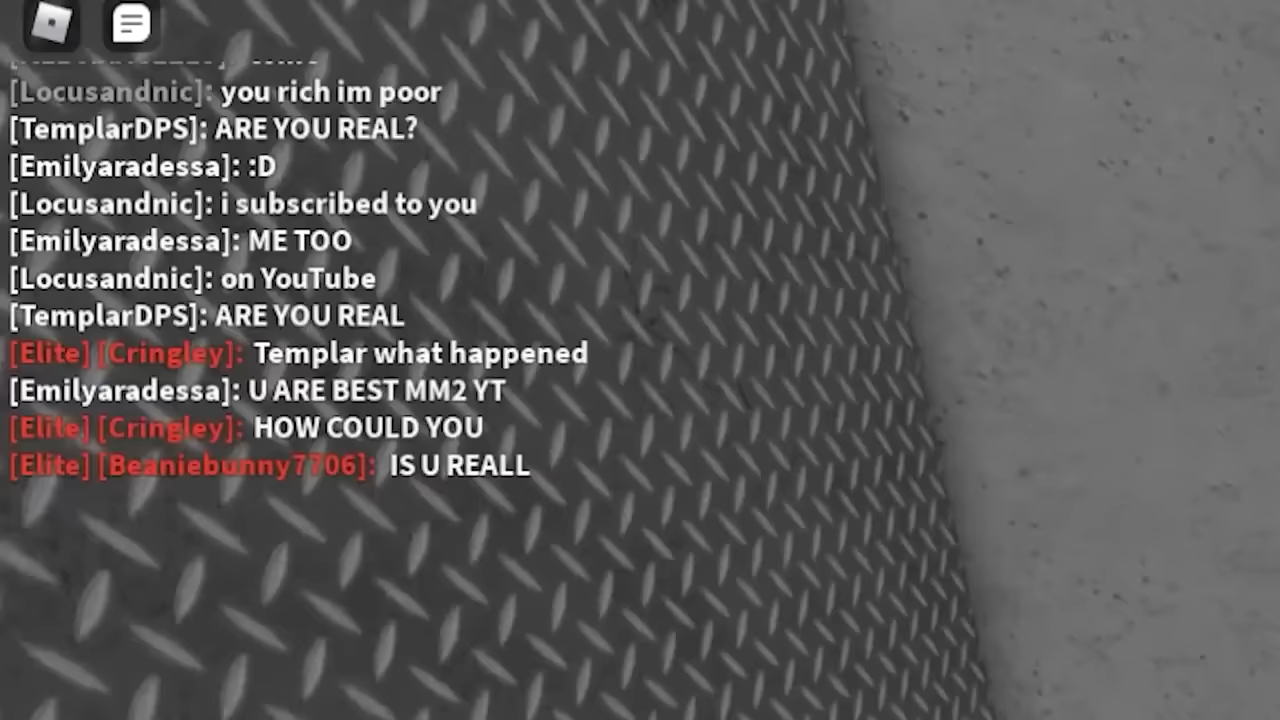 [Locusandnic]: you rich im poor
[TemplarDPS]: ARE YOU REAL?
[Emilyaradessa]: :D
[Locusandnic]: i subscribed to you
[Emilyaradessa]: ME TOO
[Locusandnic]: on YouTube
[TemplarDPS]: ARE YOU REAL
[Elite] [Cringley]: Templar what happened
[Emilyaradessa]: U ARE BEST MM2 YT
[Elite] [Cringley]: HOW COULD YOU
[Elite] [Beaniebunny7706]: IS U REALL